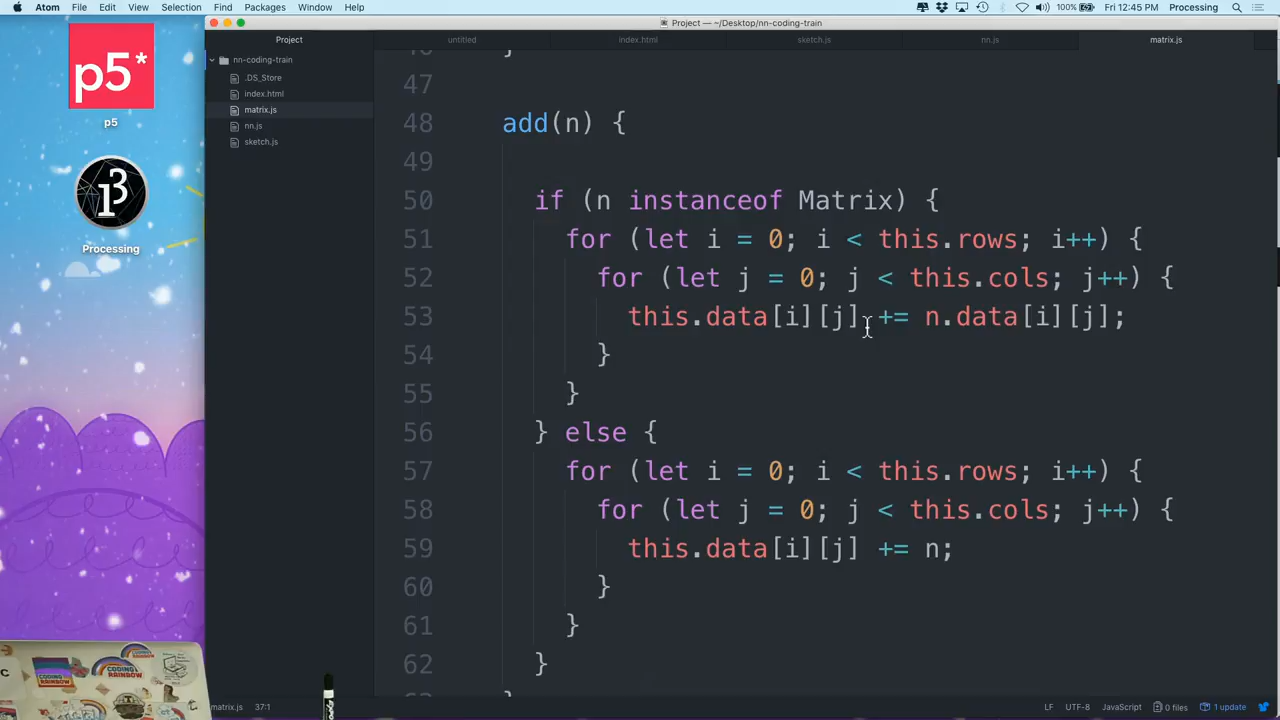 Atom File Edit View Selection Find Packages Window Help
100% Fri 12:45 PM Processing
Project — ~/Desktop/nn-coding-train
Project
untitled
index.html
sketch.js
nn.js
matrix.js
nn-coding-train
.DS_Store
index.html
matrix.js
nn.js
sketch.js
p5*
p5
Processing
47
48 add(n) {
49
50 if (n instanceof Matrix) {
51 for (let i = 0; i < this.rows; i++) {
52 for (let j = 0; j < this.cols; j++) {
53 this.data[i][j] += n.data[i][j];
54 }
55 }
56 } else {
57 for (let i = 0; i < this.rows; i++) {
58 for (let j = 0; j < this.cols; j++) {
59 this.data[i][j] += n;
60 }
61 }
62 }
CODING
RAINBOW
CODING
RAINBOW
matrix.js 37:1
LF UTF-8 JavaScript 0 files 1 update